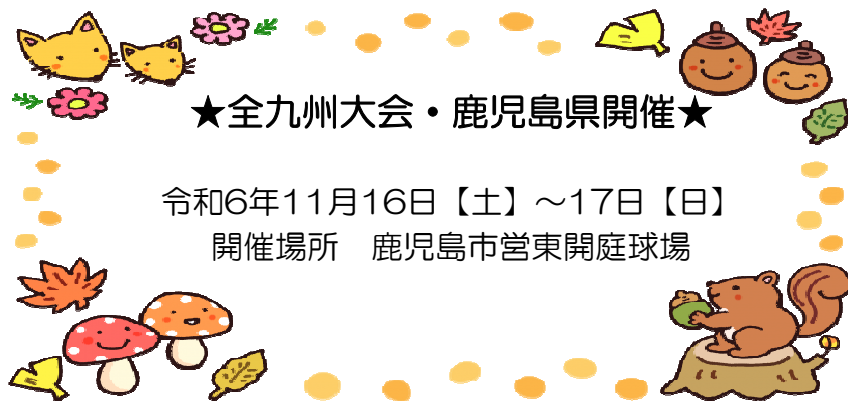 ★全九州大会・鹿児島県開催★
令和6年11月16日【土】～17日【日】
開催場所　鹿児島市営東開庭球場